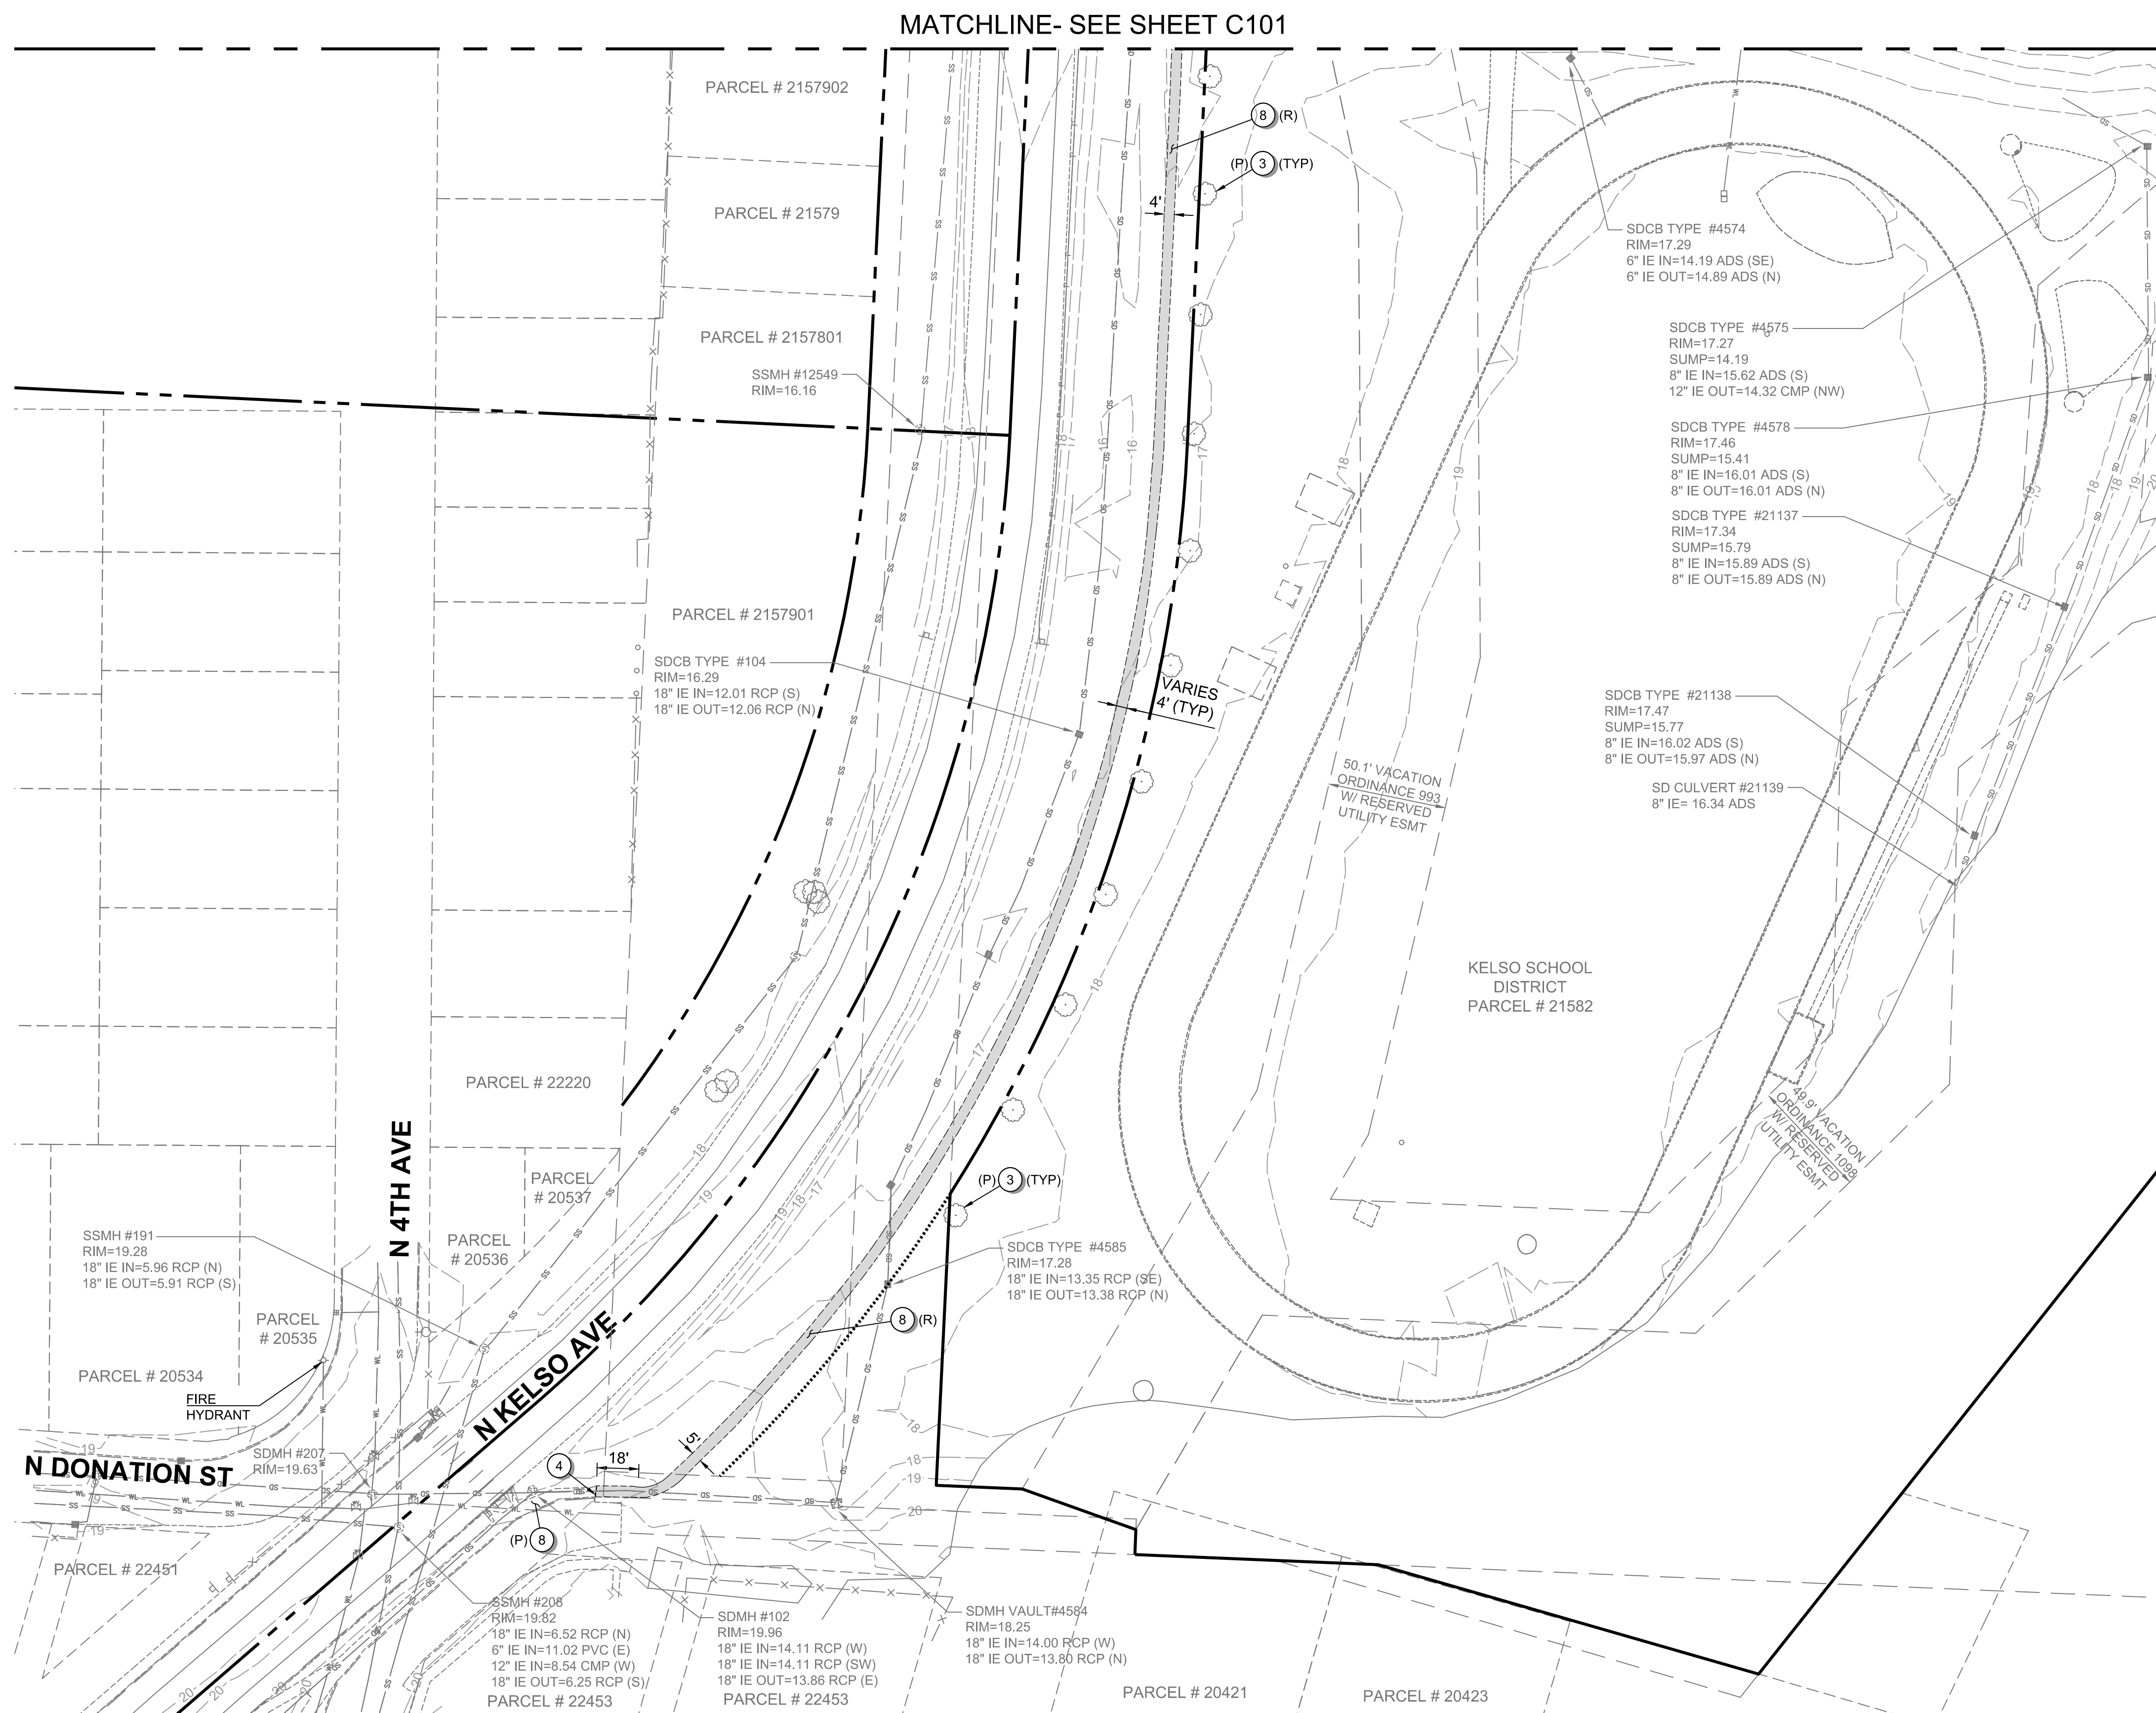 MATCHLINE- SEE SHEET C101
PARCEL # 2157902
8 (R)
(P) 3 (TYP)
4'
PARCEL # 21579
PARCEL # 2157801
SSMH #12549
RIM=16.16
SDCB TYPE #4574
RIM=17.29
6" IE IN=14.19 ADS (SE)
6" IE OUT=14.89 ADS (N)
SDCB TYPE #4575
RIM=17.27
SUMP=14.19
8" IE IN=15.62 ADS (S)
12" IE OUT=14.32 CMP (NW)
SDCB TYPE #4578
RIM=17.46
SUMP=15.41
8" IE IN=16.01 ADS (S)
8" IE OUT=16.01 ADS (N)
SDCB TYPE #21137
RIM=17.34
SUMP=15.79
8" IE IN=15.89 ADS (S)
8" IE OUT=15.89 ADS (N)
PARCEL # 2157901
SDCB TYPE #104
RIM=16.29
18" IE IN=12.01 RCP (S)
18" IE OUT=12.06 RCP (N)
VARIES
4' (TYP)
SDCB TYPE #21138
RIM=17.47
SUMP=15.77
8" IE IN=16.02 ADS (S)
8" IE OUT=15.97 ADS (N)
SD CULVERT #21139
8" IE= 16.34 ADS
50.1' VACATION
ORDINANCE 993
W/ RESERVED
UTILITY ESMT
KELSO SCHOOL
DISTRICT
PARCEL # 21582
49.9' VACATION
ORDINANCE 1098
W/ RESERVED
UTILITY ESMT
PARCEL # 22220
N 4TH AVE
PARCEL
# 20537
PARCEL
# 20536
(P) 3 (TYP)
SSMH #191
RIM=19.28
18" IE IN=5.96 RCP (N)
18" IE OUT=5.91 RCP (S)
SDCB TYPE #4585
RIM=17.28
18" IE IN=13.35 RCP (SE)
18" IE OUT=13.38 RCP (N)
8 (R)
PARCEL
# 20535
PARCEL # 20534
FIRE
HYDRANT
N KELSO AVE
5'
18'
4
SDMH #207
RIM=19.63
N DONATION ST
(P) 8
PARCEL # 22451
SSMH #208
RIM=19.82
18" IE IN=6.52 RCP (N)
6" IE IN=11.02 PVC (E)
12" IE IN=8.54 CMP (W)
18" IE OUT=6.25 RCP (S)
PARCEL # 22453
SDMH #102
RIM=19.96
18" IE IN=14.11 RCP (W)
18" IE IN=14.11 RCP (SW)
18" IE OUT=13.86 RCP (E)
PARCEL # 22453
SDMH VAULT#4584
RIM=18.25
18" IE IN=14.00 RCP (W)
18" IE OUT=13.80 RCP (N)
PARCEL # 20421
PARCEL # 20423